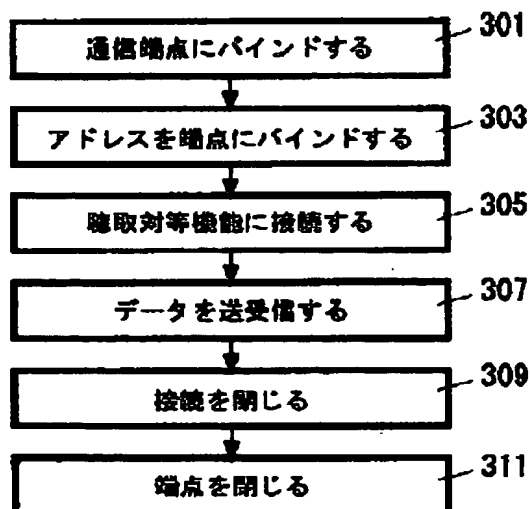 301
通信端点にバインドする
303
アドレスを端点にバインドする
305
聴取対等機能に接続する
307
データを送受信する
309
接続を閉じる
311
端点を閉じる